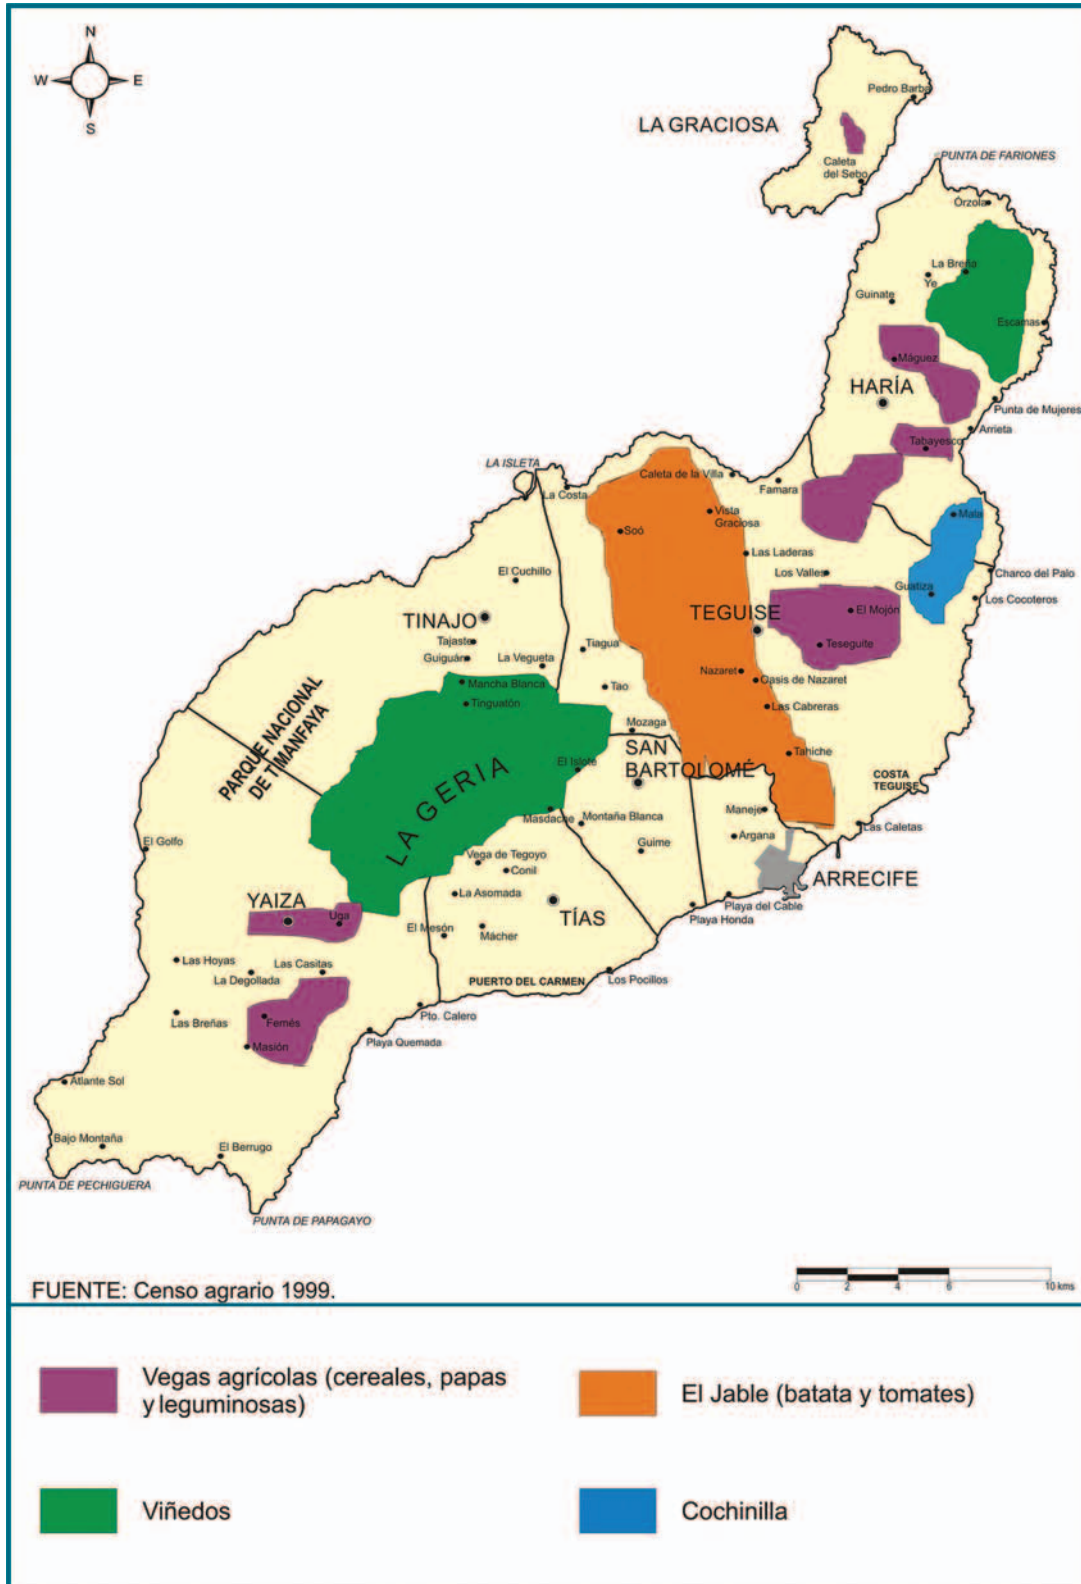 N
W E
S
Pedro Barba
LA GRACIOSA
Caleta
del Sebo
PUNTA DE FARIONES
Órzola
La Breña
Ye
Guinate
Escamas
Máguez
HARÍA
Punta de Mujeres
Arrieta
Tabayesco
LA ISLETA
Caleta de la Villa
Famara
La Costa
Vista
Graciosa
Mala
Soó
Las Laderas
Los Valles
Charco del Palo
El Cuchillo
Guatiza
Los Cocoteros
TINAJO
TEGUISE
El Mojón
Tajaste
Tiagua
Teseguite
Guiguán
La Vegueta
Nazaret
Oasis de Nazaret
Mancha Blanca
Tao
Tinguatón
Las Cabreras
PARQUE NACIONAL
DE TIMANFAYA
Mozaga
SAN
BARTOLOMÉ
Tahiche
El Islote
LA GERIA
COSTA
TEGUISE
Masdache
Maneje
Montaña Blanca
Las Caletas
El Golfo
Argana
Guime
Vega de Tegoyo
Conil
ARRECIFE
La Asomada
YAIZA
Playa del Cable
Uga
TÍAS
Playa Honda
El Mesón
Mácher
Las Hoyas
Las Casitas
La Degollada
PUERTO DEL CARMEN
Los Pocillos
Las Breñas
Femés
Pto. Calero
Masión
Playa Quemada
Atlante Sol
Bajo Montaña
El Berrugo
PUNTA DE PECHIGUERA
PUNTA DE PAPAGAYO
FUENTE: Censo agrario 1999.
0 2 4 6 10 kms
Vegas agrícolas (cereales, papas
y leguminosas)
El Jable (batata y tomates)
Viñedos
Cochinilla